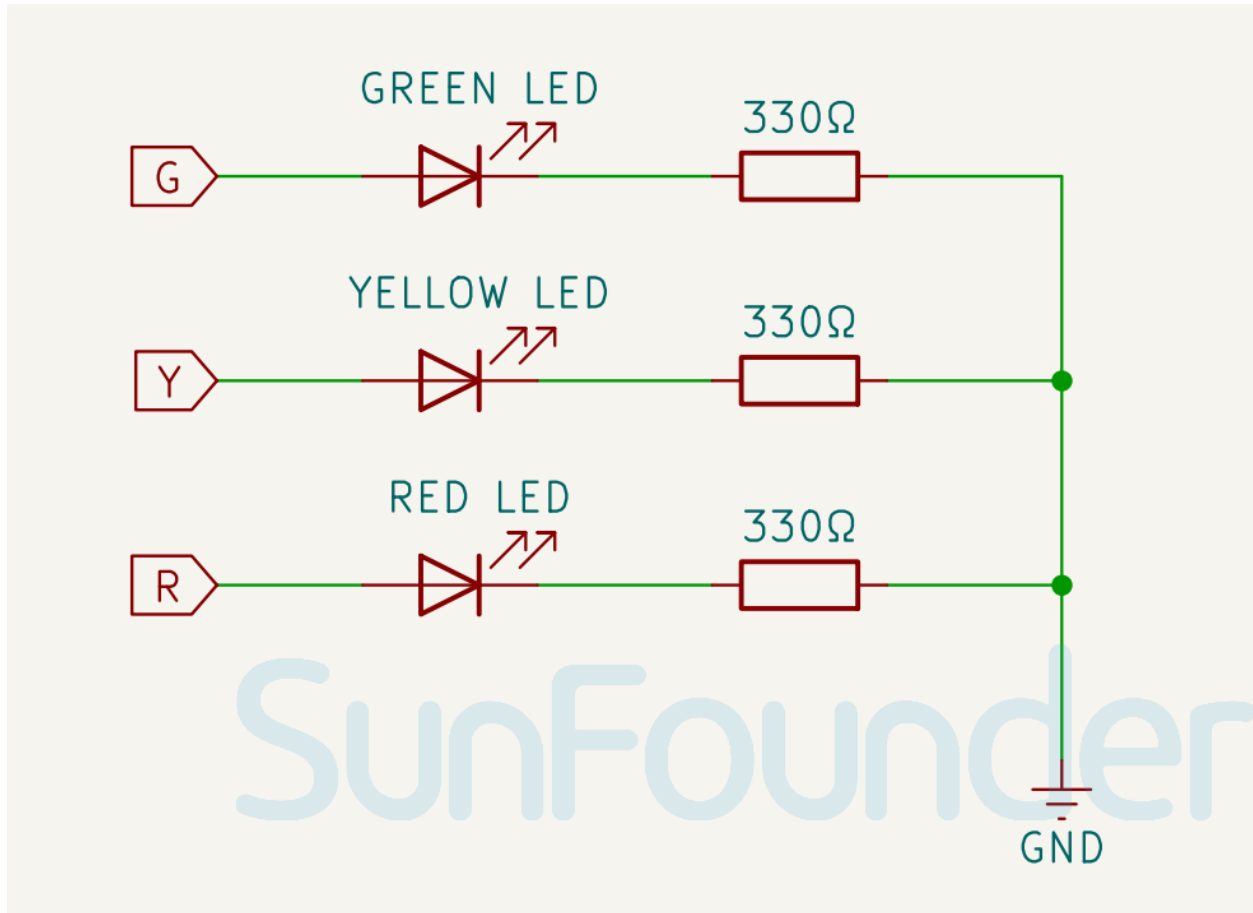 GREEN LED
330Ω
G
YELLOW LED
330Ω
Y
RED LED
330Ω
R
SunFounder
GND